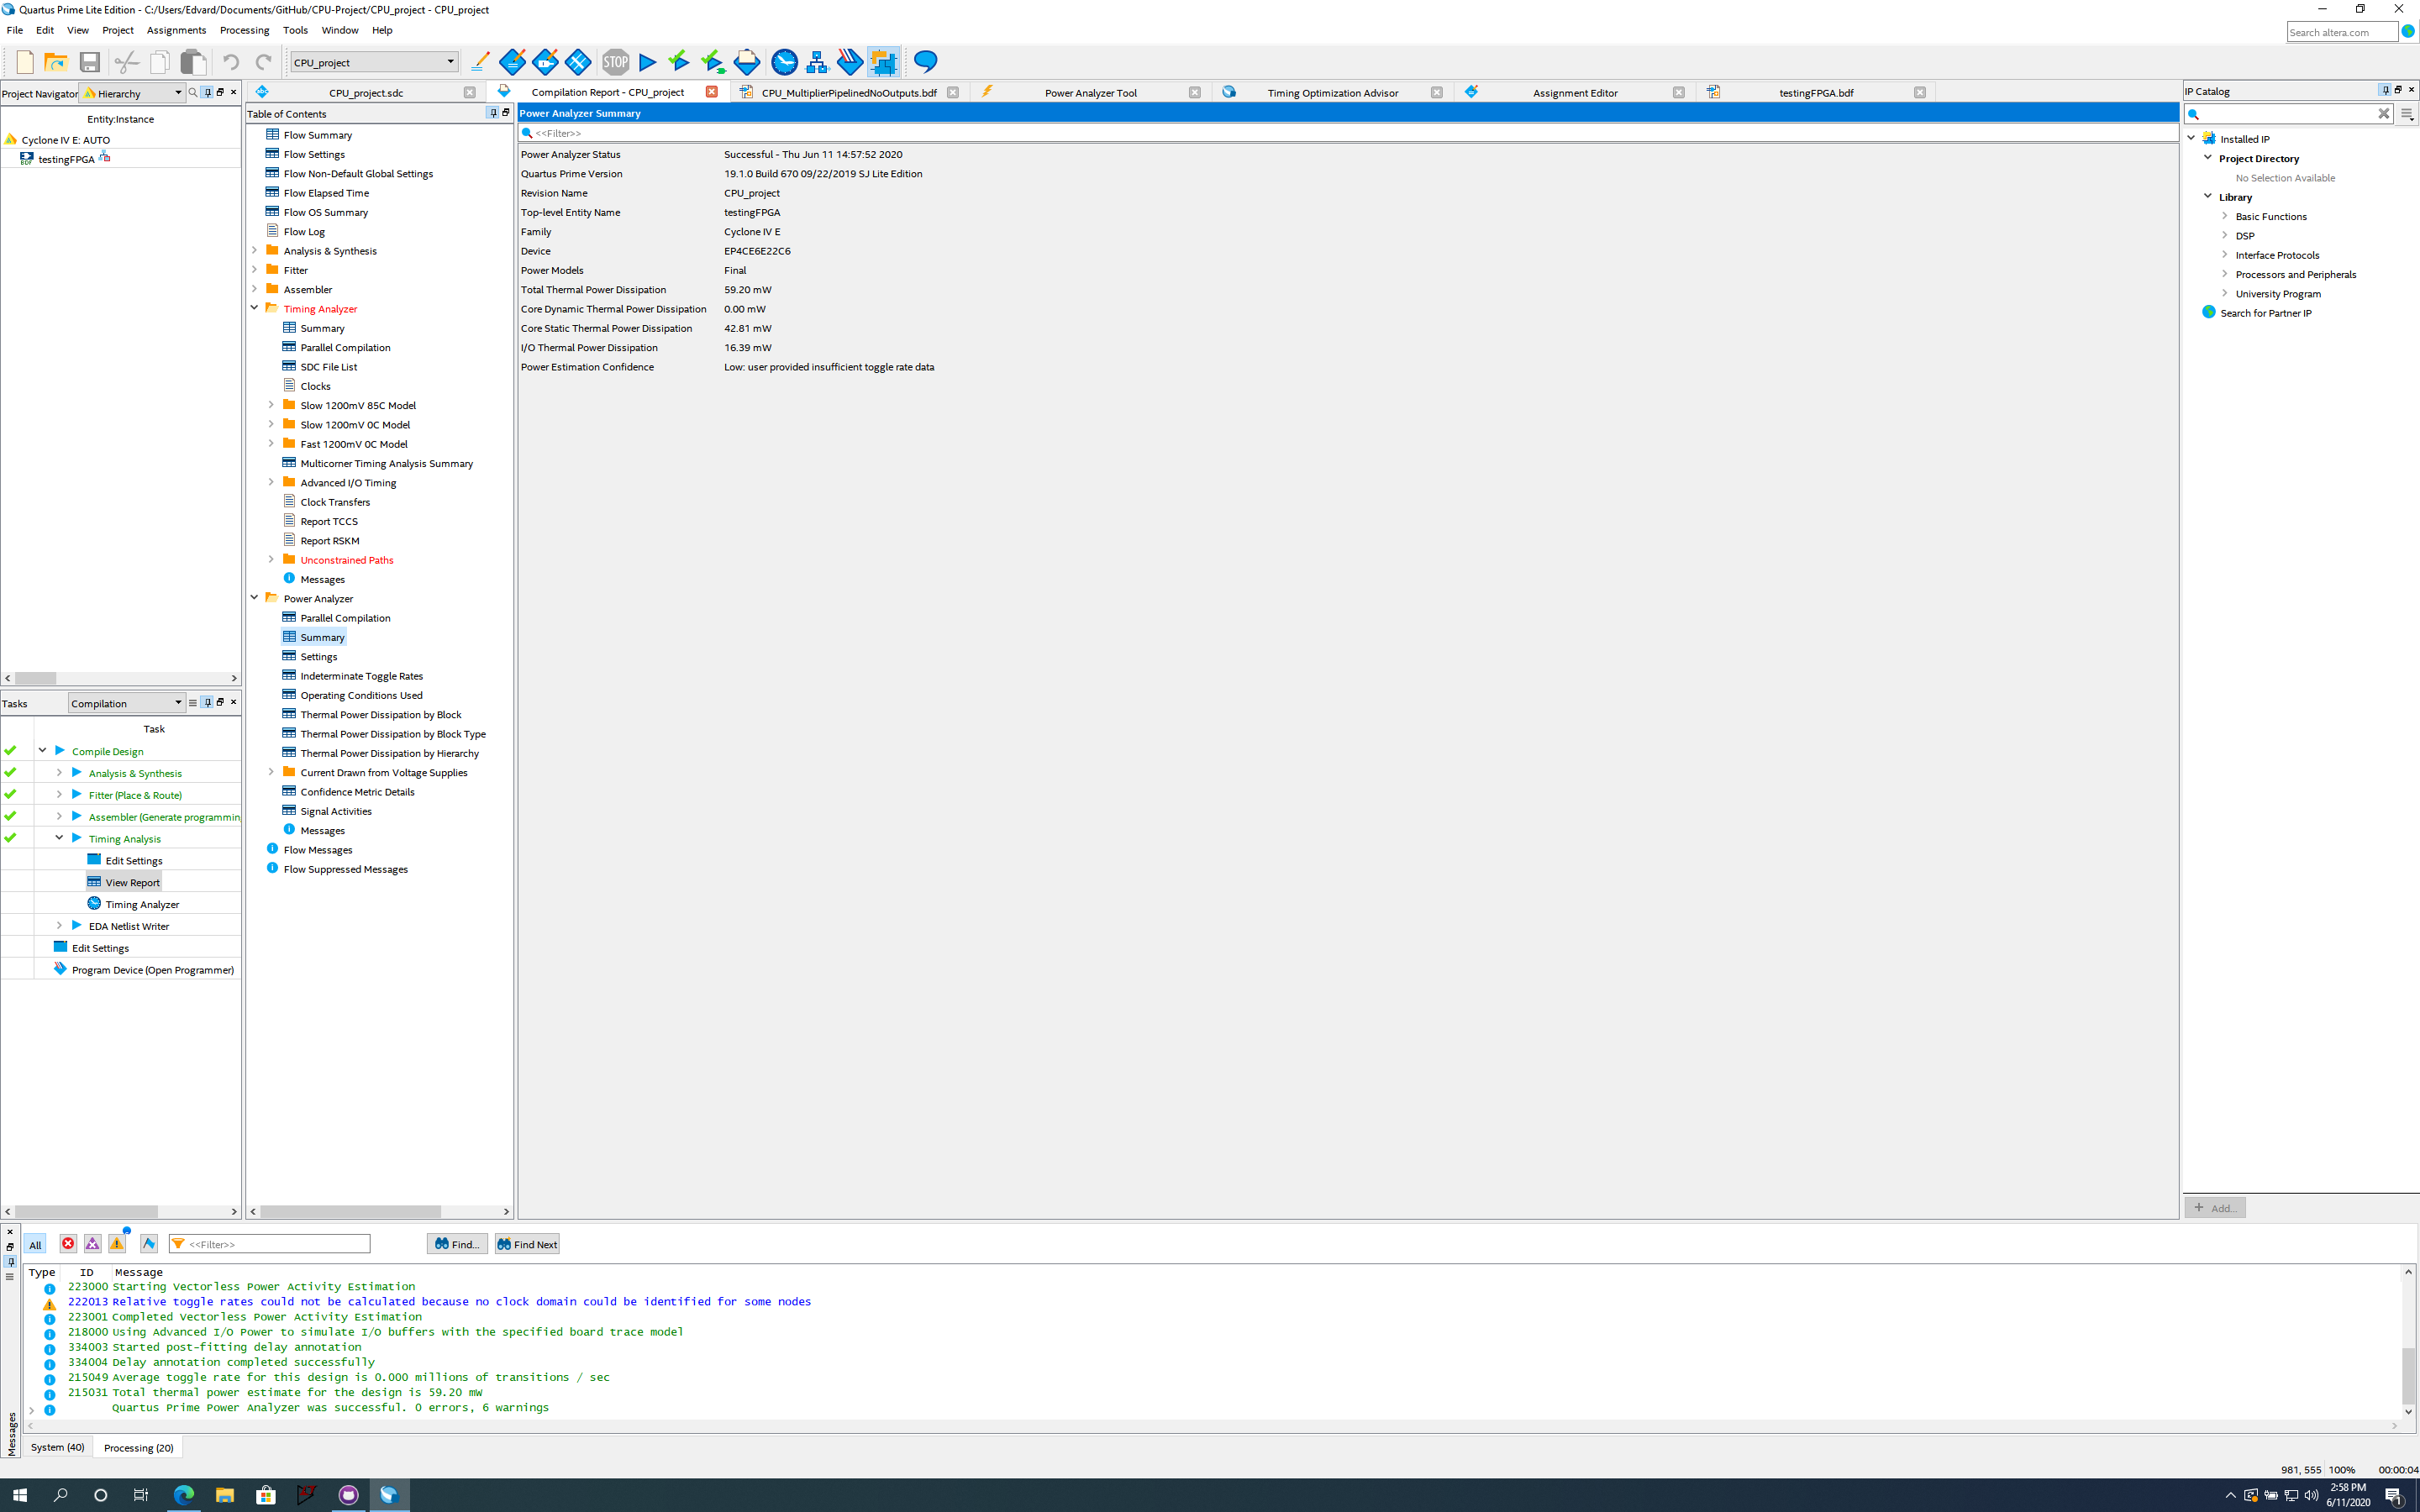 Quartus Prime Lite Edition - C:/Users/Edvard/Documents/GitHub/CPU-Project/CPU_project - CPU_project
File Edit View Project Assignments Processing Tools Window Help
Search altera.com
CPU_project
STOP
Project Navigator Hierarchy
CPU_project.sdc
Compilation Report - CPU_project
CPU_MultiplierPipelinedNoOutputs.bdf
Power Analyzer Tool
Timing Optimization Advisor
Assignment Editor
testingFPGA.bdf
IP Catalog
Entity:Instance
Cyclone IV E: AUTO
testingFPGA
Table of Contents
Flow Summary
Flow Settings
Flow Non-Default Global Settings
Flow Elapsed Time
Flow OS Summary
Flow Log
Analysis & Synthesis
Fitter
Assembler
Timing Analyzer
Summary
Parallel Compilation
SDC File List
Clocks
Slow 1200mV 85C Model
Slow 1200mV 0C Model
Fast 1200mV 0C Model
Multicorner Timing Analysis Summary
Advanced I/O Timing
Clock Transfers
Report TCCS
Report RSKM
Unconstrained Paths
Messages
Power Analyzer
Parallel Compilation
Summary
Settings
Indeterminate Toggle Rates
Operating Conditions Used
Thermal Power Dissipation by Block
Thermal Power Dissipation by Block Type
Thermal Power Dissipation by Hierarchy
Current Drawn from Voltage Supplies
Confidence Metric Details
Signal Activities
Messages
Flow Messages
Flow Suppressed Messages
Power Analyzer Summary
<<Filter>>
Power Analyzer Status Successful - Thu Jun 11 14:57:52 2020
Quartus Prime Version 19.1.0 Build 670 09/22/2019 SJ Lite Edition
Revision Name CPU_project
Top-level Entity Name testingFPGA
Family Cyclone IV E
Device EP4CE6E22C6
Power Models Final
Total Thermal Power Dissipation 59.20 mW
Core Dynamic Thermal Power Dissipation 0.00 mW
Core Static Thermal Power Dissipation 42.81 mW
I/O Thermal Power Dissipation 16.39 mW
Power Estimation Confidence Low: user provided insufficient toggle rate data
Installed IP
Project Directory
No Selection Available
Library
Basic Functions
DSP
Interface Protocols
Processors and Peripherals
University Program
Search for Partner IP
+ Add...
Tasks Compilation
Task
Compile Design
Analysis & Synthesis
Fitter (Place & Route)
Assembler (Generate programmin
Timing Analysis
Edit Settings
View Report
Timing Analyzer
EDA Netlist Writer
Edit Settings
Program Device (Open Programmer)
All <<Filter>> Find... Find Next
Type ID Message
223000 Starting Vectorless Power Activity Estimation
222013 Relative toggle rates could not be calculated because no clock domain could be identified for some nodes
223001 Completed Vectorless Power Activity Estimation
218000 Using Advanced I/O Power to simulate I/O buffers with the specified board trace model
334003 Started post-fitting delay annotation
334004 Delay annotation completed successfully
215049 Average toggle rate for this design is 0.000 millions of transitions / sec
215031 Total thermal power estimate for the design is 59.20 mW
Quartus Prime Power Analyzer was successful. 0 errors, 6 warnings
Messages
System (40) Processing (20)
981, 555 100% 00:00:04
2:58 PM
6/11/2020
1